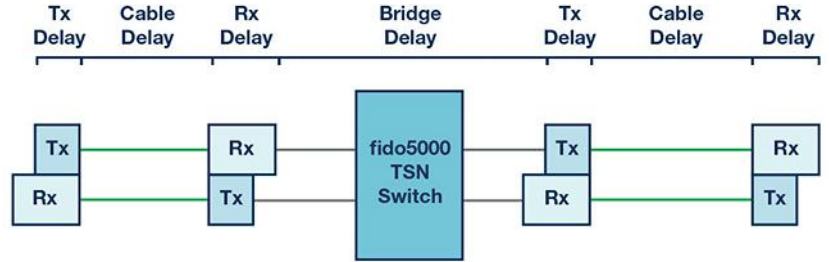 Tx Delay
Cable Delay
Rx Delay
Bridge Delay
Tx Delay
Cable Delay
Rx Delay
Tx
Rx
fido5000
TSN
Switch
Tx
Rx
Rx
Tx
Rx
Tx